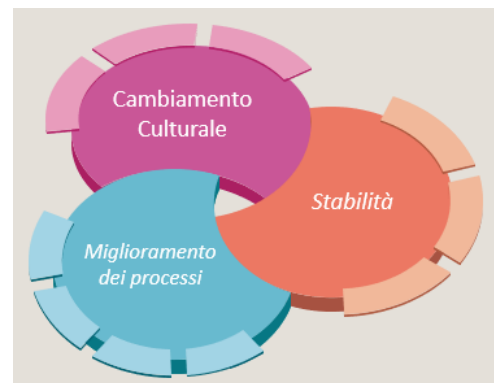 Cambiamento
Culturale
Stabilità
Miglioramento
dei processi